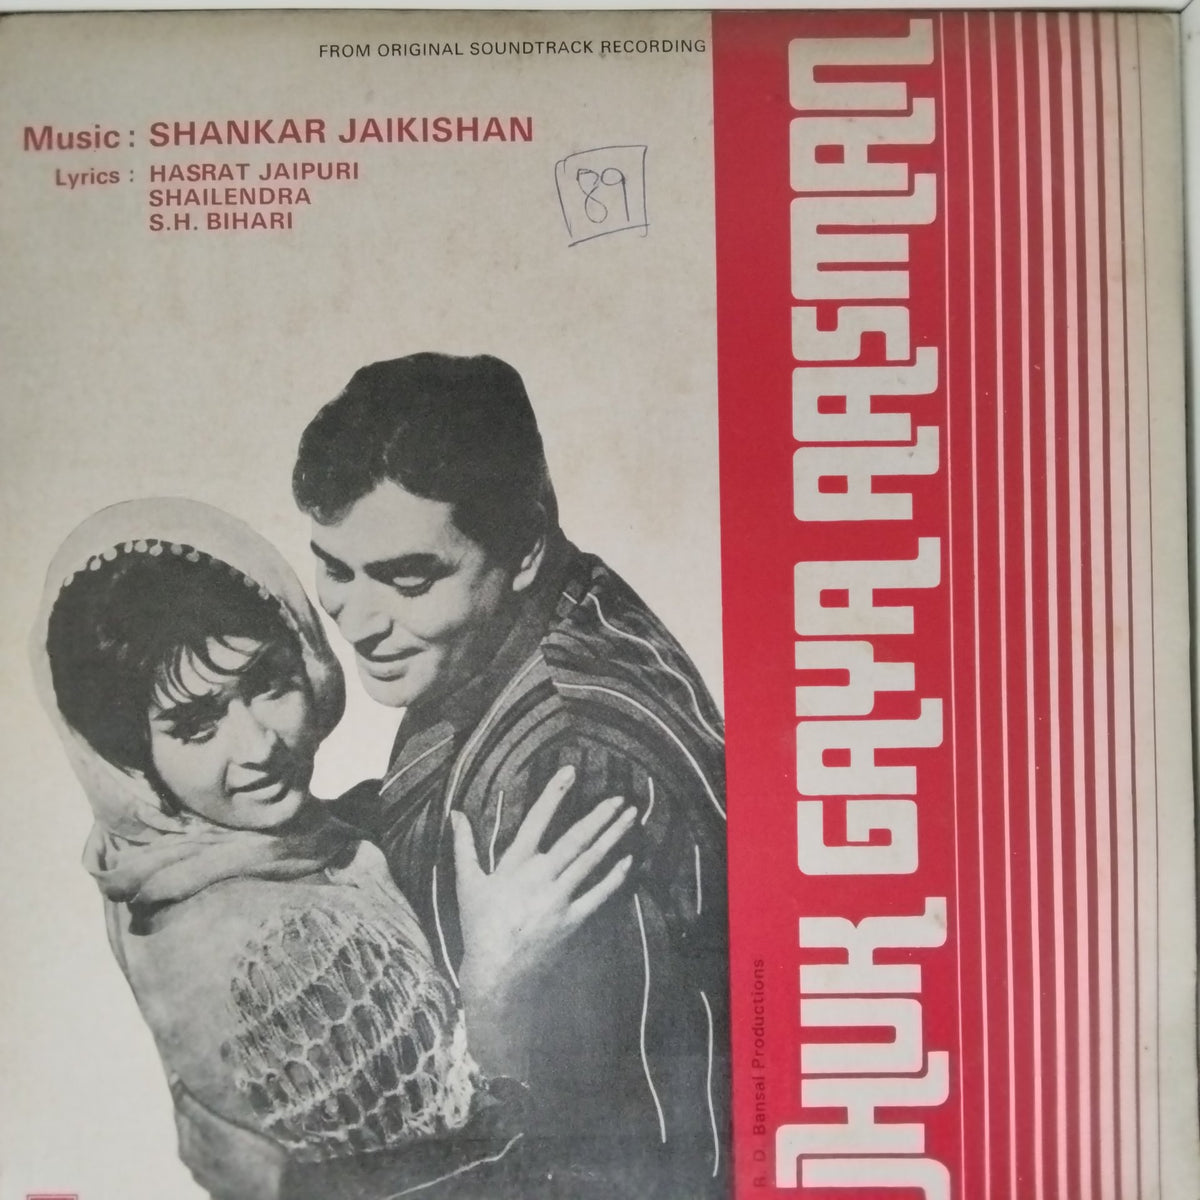 FROM ORIGINAL SOUNDTRACK RECORDING
Music : SHANKAR JAIKISHAN
Lyrics : HASRAT JAIPURI
SHAILENDRA
S.H. BIHARI
89
JHUK GAYA AASMAN
R. D. Bansal Productions